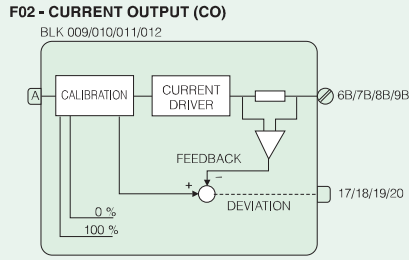 F02 - CURRENT OUTPUT (CO)
BLK 009/010/011/012
A
CALIBRATION
CURRENT
DRIVER
6B/7B/8B/9B
FEEDBACK
+
−
DEVIATION
17/18/19/20
0 %
100 %